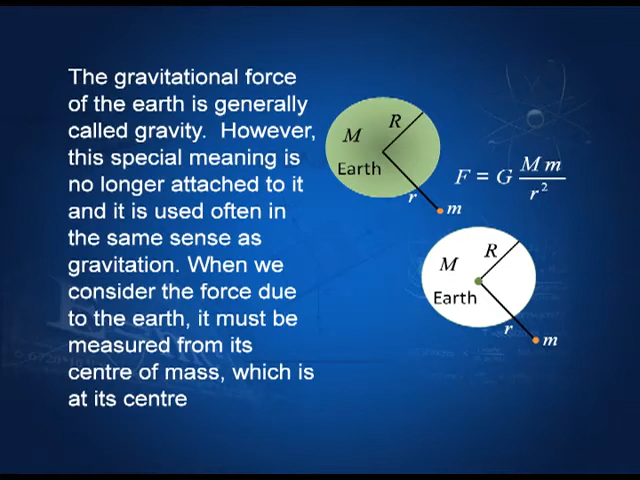 The gravitational force
of the earth is generally
called gravity. However,
this special meaning is
no longer attached to it
and it is used often in
the same sense as
gravitation. When we
consider the force due
to the earth, it must be
measured from its
centre of mass, which is
at its centre
M R
Earth
r m
F = G M m / r²
M R
Earth
r m